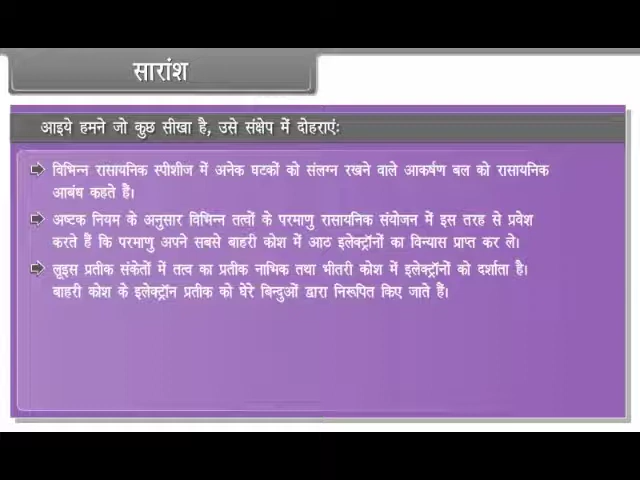 सारांश
आइये हमने जो कुछ सीखा है, उसे संक्षेप में दोहराएं:
विभिन्न रासायनिक स्पीशीज में अनेक घटकों को संलग्न रखने वाले आकर्षण बल को रासायनिक
आबंध कहते हैं।
अष्टक नियम के अनुसार विभिन्न तत्वों के परमाणु रासायनिक संयोजन में इस तरह से प्रवेश
करते हैं कि परमाणु अपने सबसे बाहरी कोश में आठ इलेक्ट्रॉनों का विन्यास प्राप्त कर ले।
लूइस प्रतीक संकेतों में तत्व का प्रतीक नाभिक तथा भीतरी कोश में इलेक्ट्रॉनों को दर्शाता है।
बाहरी कोश के इलेक्ट्रॉन प्रतीक को घेरे बिन्दुओं द्वारा निरूपित किए जाते हैं।